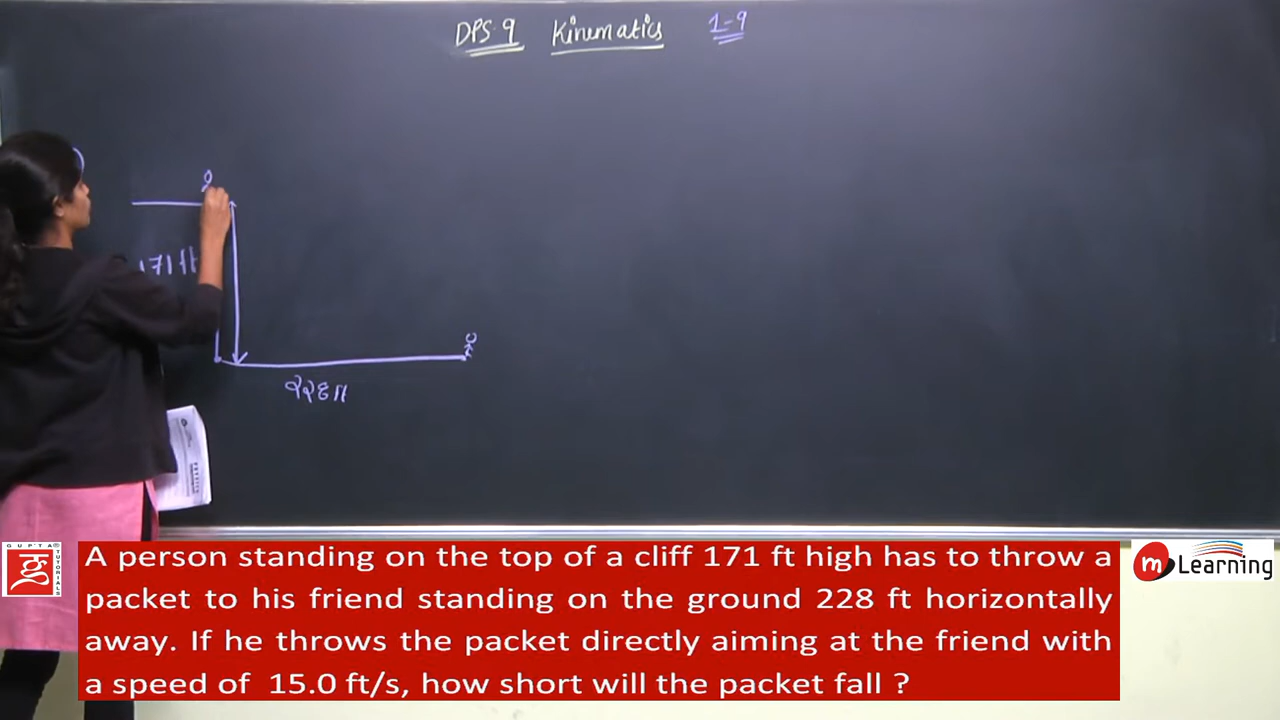 DPS 9 Kinematics 1-9
171 ft
228 ft
GUPTA
TUTORIALS
m Learning
A person standing on the top of a cliff 171 ft high has to throw a
packet to his friend standing on the ground 228 ft horizontally
away. If he throws the packet directly aiming at the friend with
a speed of 15.0 ft/s, how short will the packet fall ?